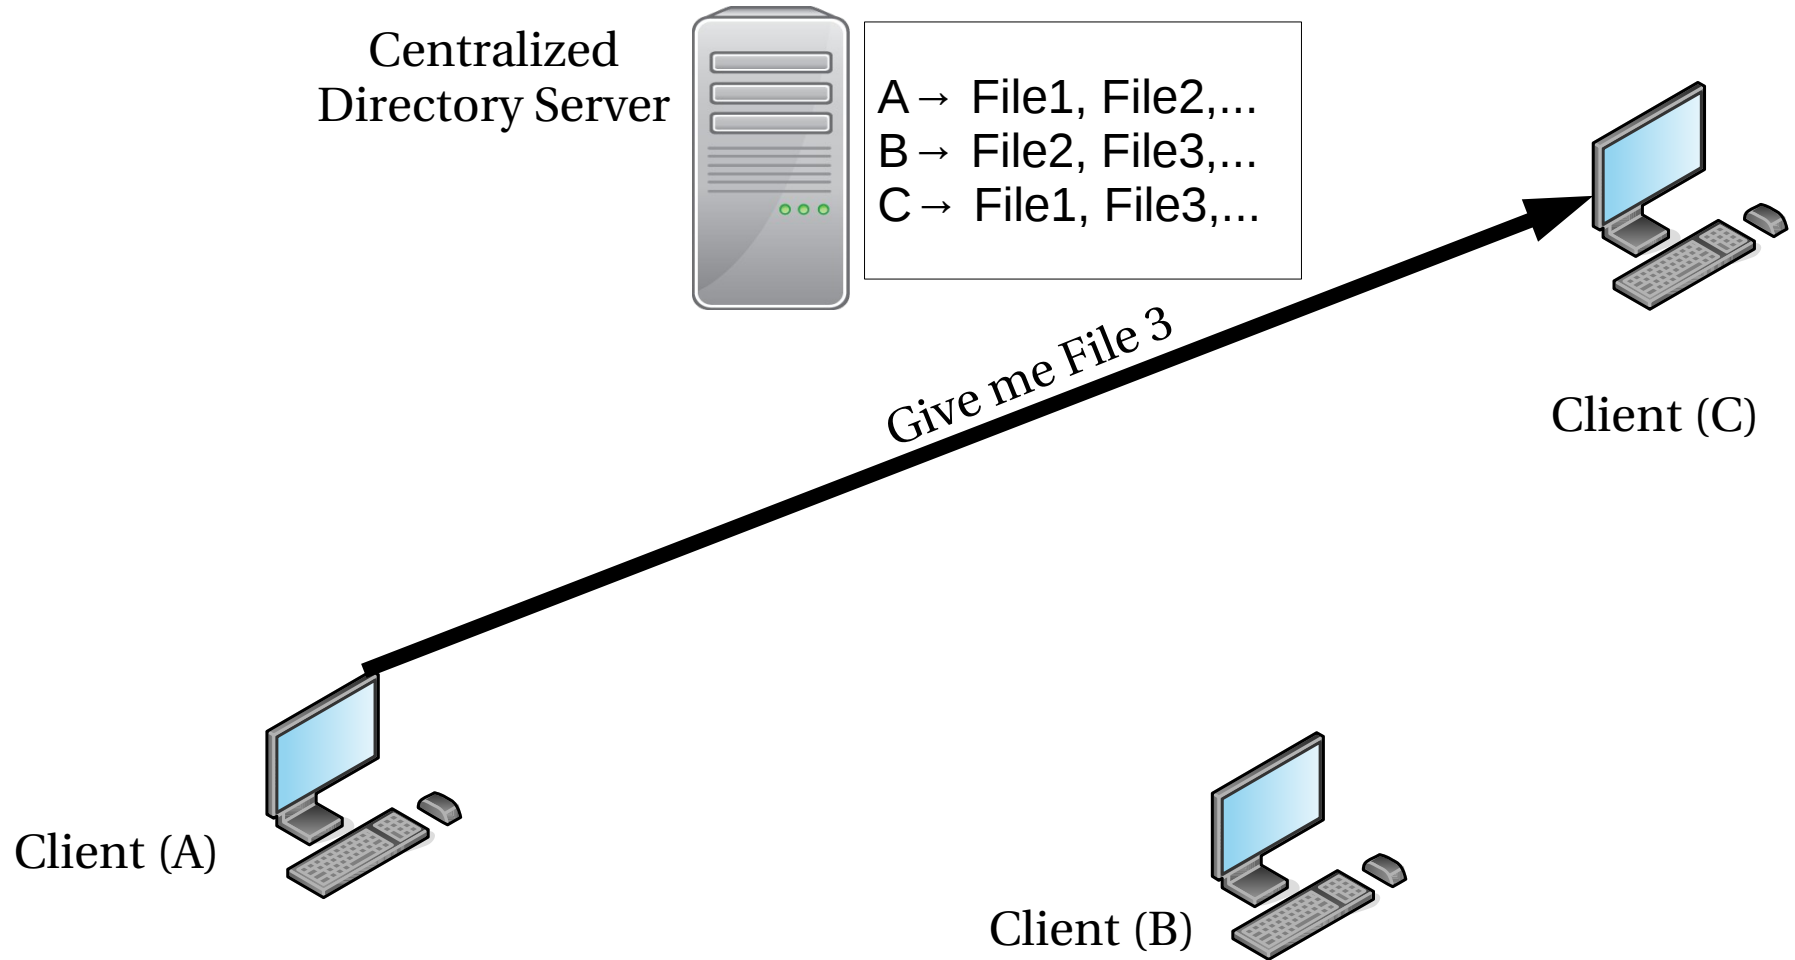 Centralized
Directory Server
A→ File1, File2,...
B→ File2, File3,...
C→ File1, File3,...
Give me File 3
Client (C)
Client (A)
Client (B)